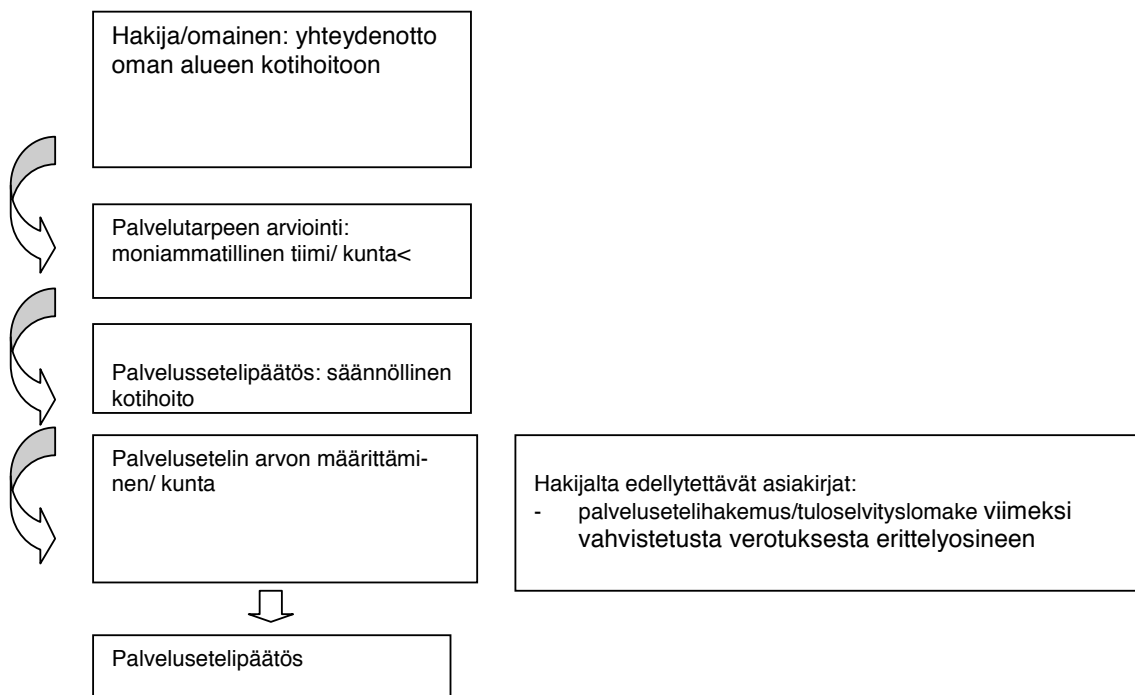 Hakija/omainen: yhteydenotto
oman alueen kotihoitoon
Palvelutarpeen arviointi:
moniammatillinen tiimi/ kunta<
Palvelussetelipäätös: säännöllinen
kotihoito
Palvelusetelin arvon määrittämi-
nen/ kunta
Hakijalta edellytettävät asiakirjat:
- palvelusetelihakemus/tuloselvityslomake viimeksi
vahvistetusta verotuksesta erittelyosineen
Palvelusetelipäätös